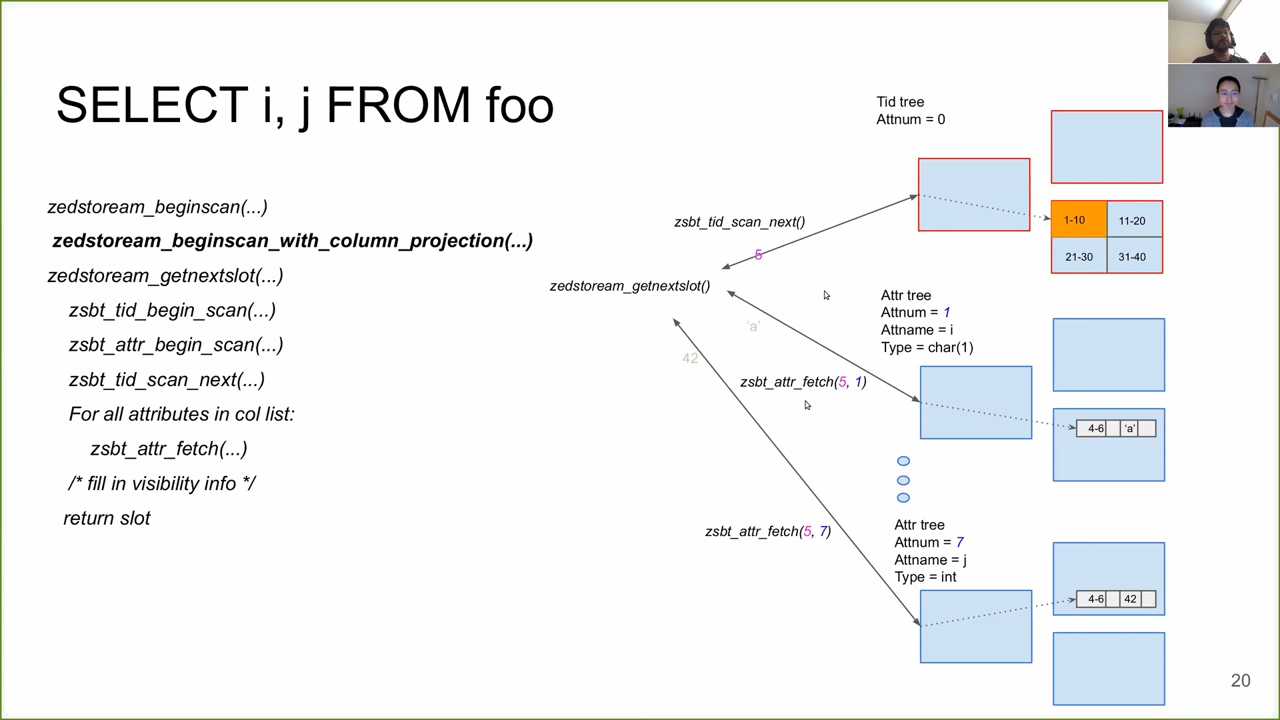 SELECT i, j FROM foo
zedstoream_beginscan(...)
zedstoream_beginscan_with_column_projection(...)
zedstoream_getnextslot(...)
zsbt_tid_begin_scan(...)
zsbt_attr_begin_scan(...)
zsbt_tid_scan_next(...)
For all attributes in col list:
zsbt_attr_fetch(...)
/* fill in visibility info */
return slot
Tid tree
Attnum = 0
zsbt_tid_scan_next()
5
1-10
11-20
21-30
31-40
zedstoream_getnextslot()
Attr tree
Attnum = 1
Attname = i
Type = char(1)
'a'
42
zsbt_attr_fetch(5, 1)
4-6
'a'
zsbt_attr_fetch(5, 7)
Attr tree
Attnum = 7
Attname = j
Type = int
4-6
42
20